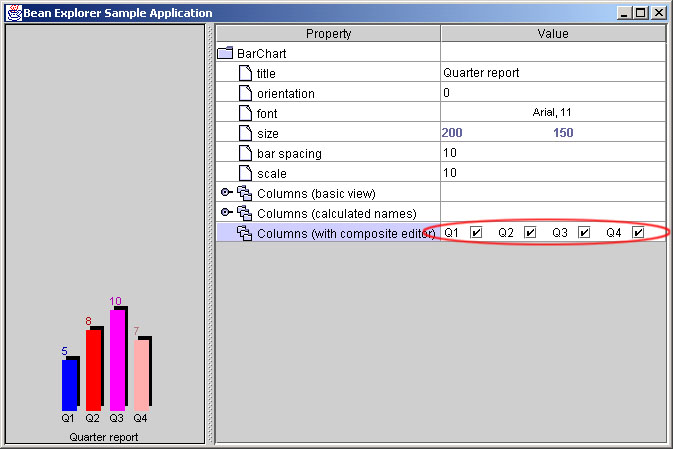 Bean Explorer Sample Application
Property Value
BarChart
title Quarter report
orientation 0
font Arial, 11
size 200 150
bar spacing 10
scale 10
Columns (basic view)
Columns (calculated names)
Columns (with composite editor) Q1 Q2 Q3 Q4
10
8
7
5
Q1 Q2 Q3 Q4
Quarter report